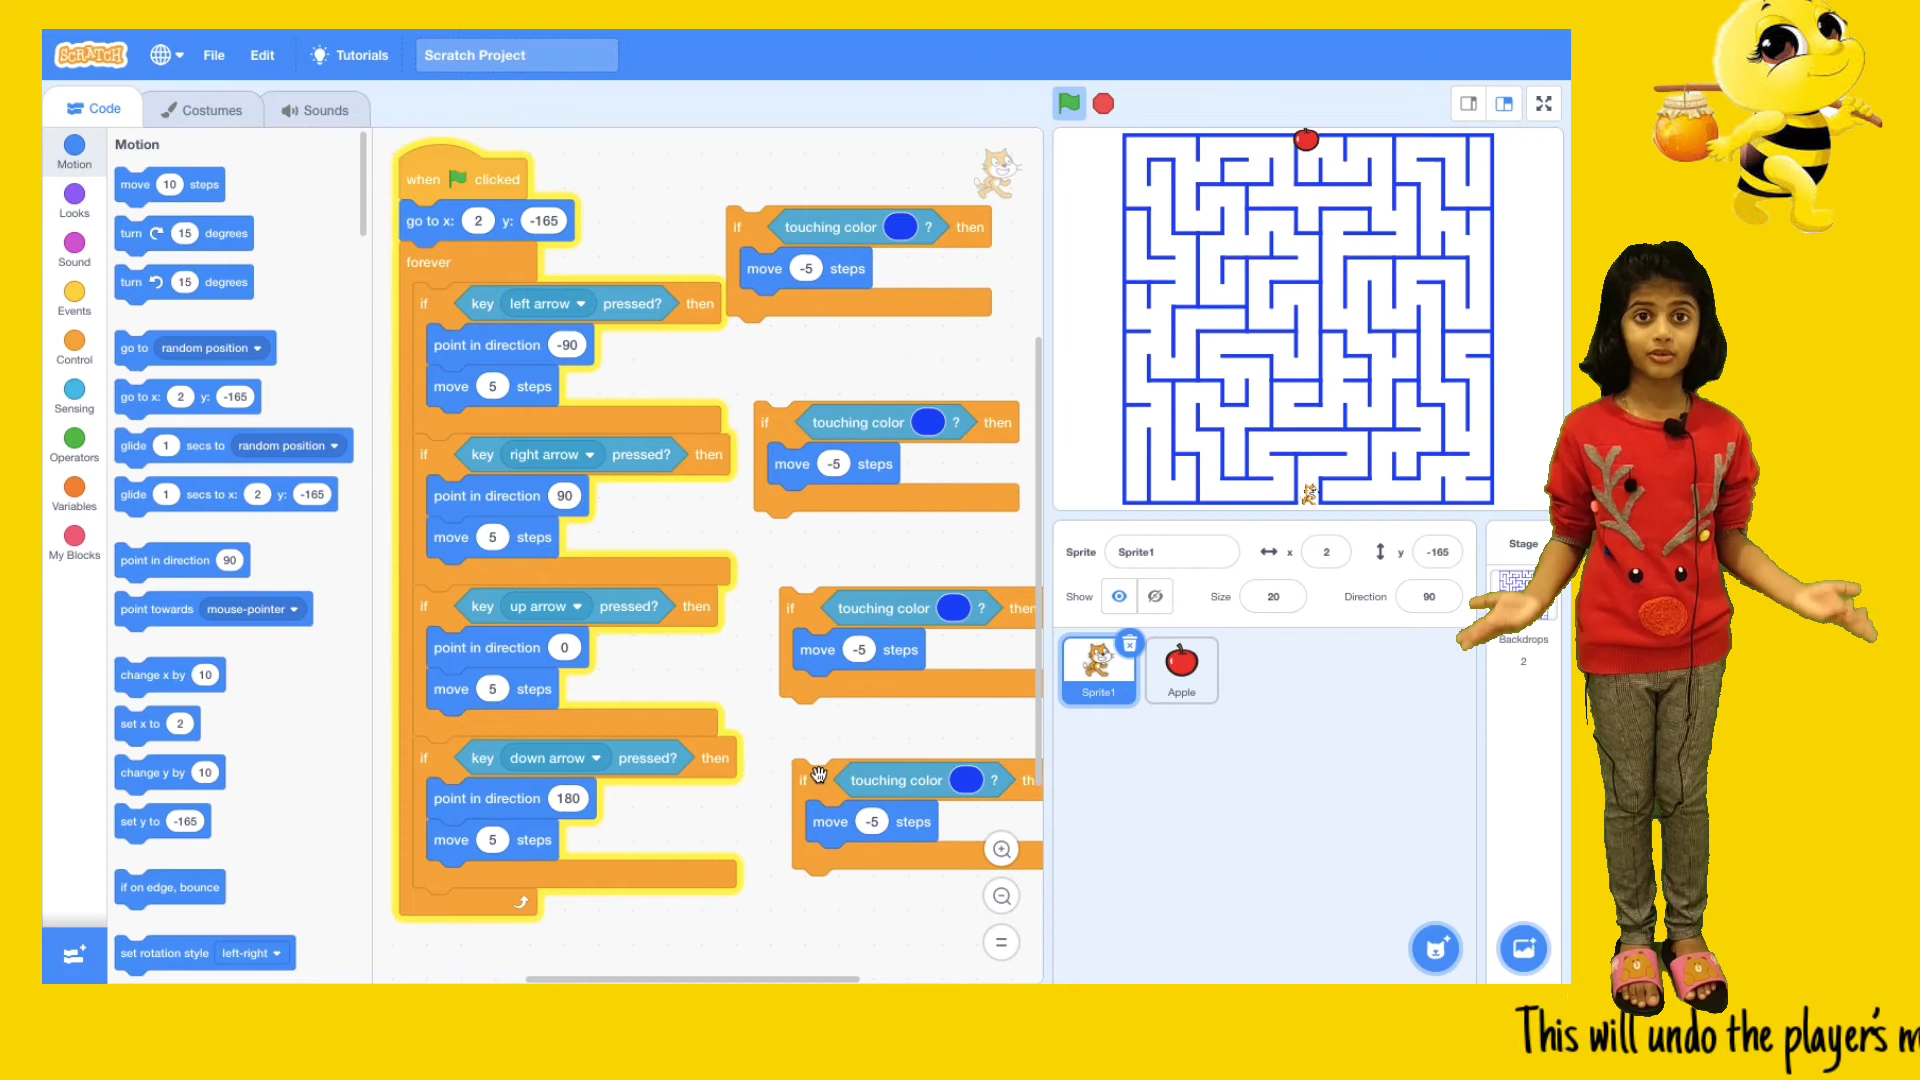 SCRATCH File Edit Tutorials Scratch Project
Code Costumes Sounds
Motion
Looks
Sound
Events
Control
Sensing
Operators
Variables
My Blocks
Motion
move 10 steps
turn 15 degrees
turn 15 degrees
go to random position
go to x: 2 y: -165
glide 1 secs to random position
glide 1 secs to x: 2 y: -165
point in direction 90
point towards mouse-pointer
change x by 10
set x to 2
change y by 10
set y to -165
if on edge, bounce
set rotation style left-right
when clicked
go to x: 2 y: -165
forever
if key left arrow pressed? then
point in direction -90
move 5 steps
if key right arrow pressed? then
point in direction 90
move 5 steps
if key up arrow pressed? then
point in direction 0
move 5 steps
if key down arrow pressed? then
point in direction 180
move 5 steps
if touching color ? then
move -5 steps
if touching color ? then
move -5 steps
if touching color ? then
move -5 steps
if touching color ? th
move -5 steps
Sprite Sprite1 x 2 y -165
Show Size 20 Direction 90
Sprite1
Apple
Stage
Backdrops
2
This will undo the player's m